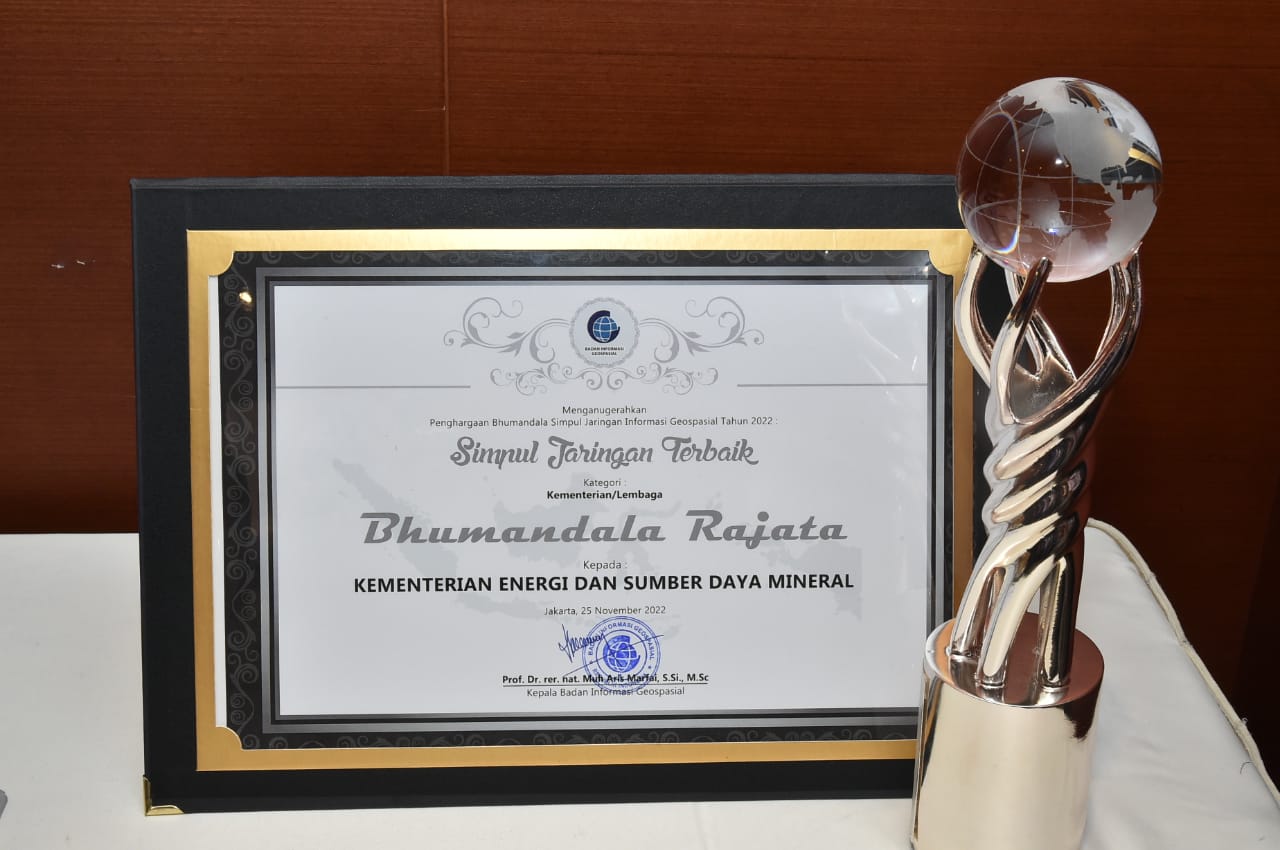 BADAN INFORMASI
GEOSPASIAL
Menganugerahkan
Penghargaan Bhumandala Simpul Jaringan Informasi Geospasial Tahun 2022 :
Simpul Jaringan Terbaik
Kategori :
Kementerian/Lembaga
Bhumandala Rajata
Kepada :
KEMENTERIAN ENERGI DAN SUMBER DAYA MINERAL
Jakarta, 25 November 2022
BADAN INFORMASI GEOSPASIAL
Prof. Dr. rer. nat. Muh Aris Marfai, S.Si., M.Sc
Kepala Badan Informasi Geospasial